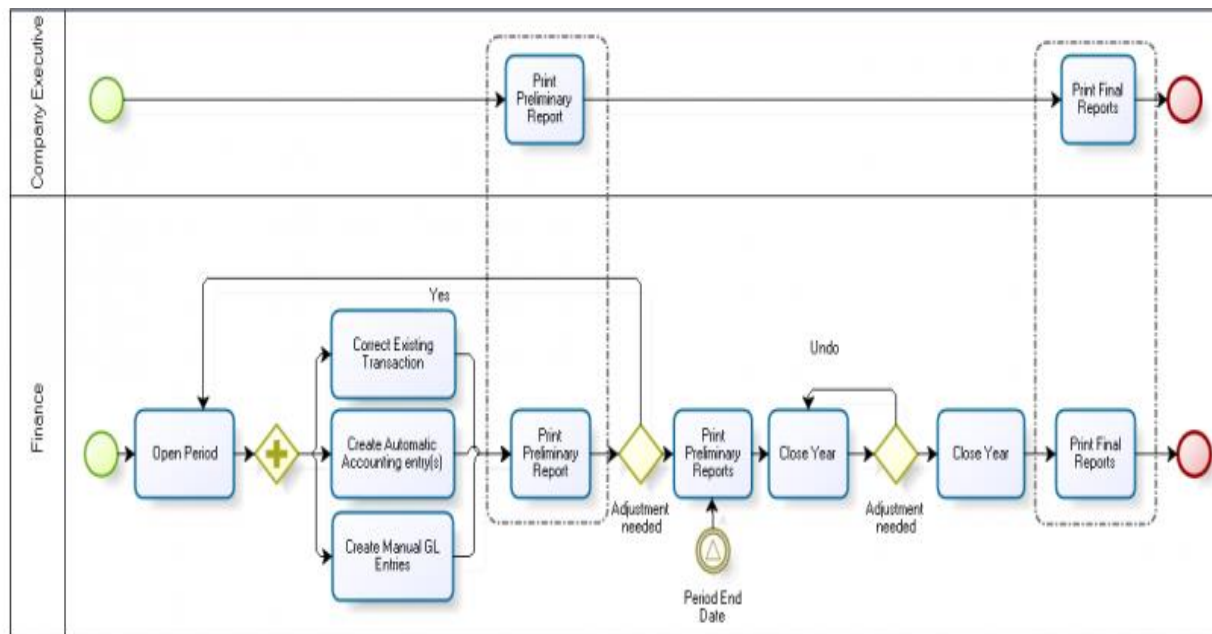 Company Executive
Print
Preliminary
Report
Print Final
Reports
Finance
Yes
Undo
Open Period
Correct Existing
Transaction
Create Automatic
Accounting entry(s)
Create Manual GL
Entries
Print
Preliminary
Report
Adjustment
needed
Print
Preliminary
Reports
Period End
Date
Close Year
Adjustment
needed
Close Year
Print Final
Reports